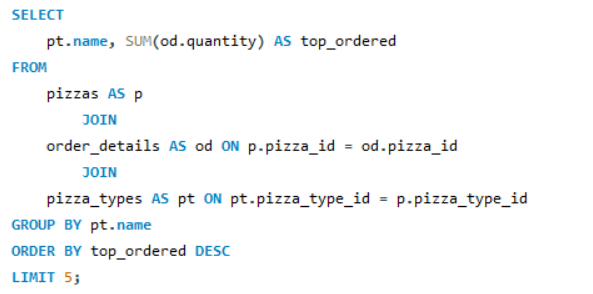 SELECT
pt.name, SUM(od.quantity) AS top_ordered
FROM
pizzas AS p
JOIN
order_details AS od ON p.pizza_id = od.pizza_id
JOIN
pizza_types AS pt ON pt.pizza_type_id = p.pizza_type_id
GROUP BY pt.name
ORDER BY top_ordered DESC
LIMIT 5;